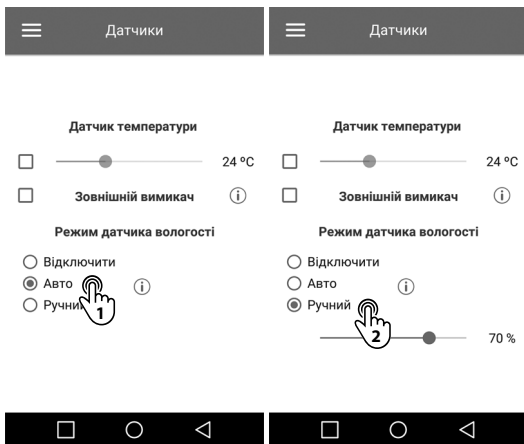 Датчики
Датчик температури
24 ºC
Зовнішній вимикач
i
Режим датчика вологості
Відключити
Авто
i
Ручний
1
Датчики
Датчик температури
24 ºC
Зовнішній вимикач
i
Режим датчика вологості
Відключити
Авто
i
Ручний
2
70 %